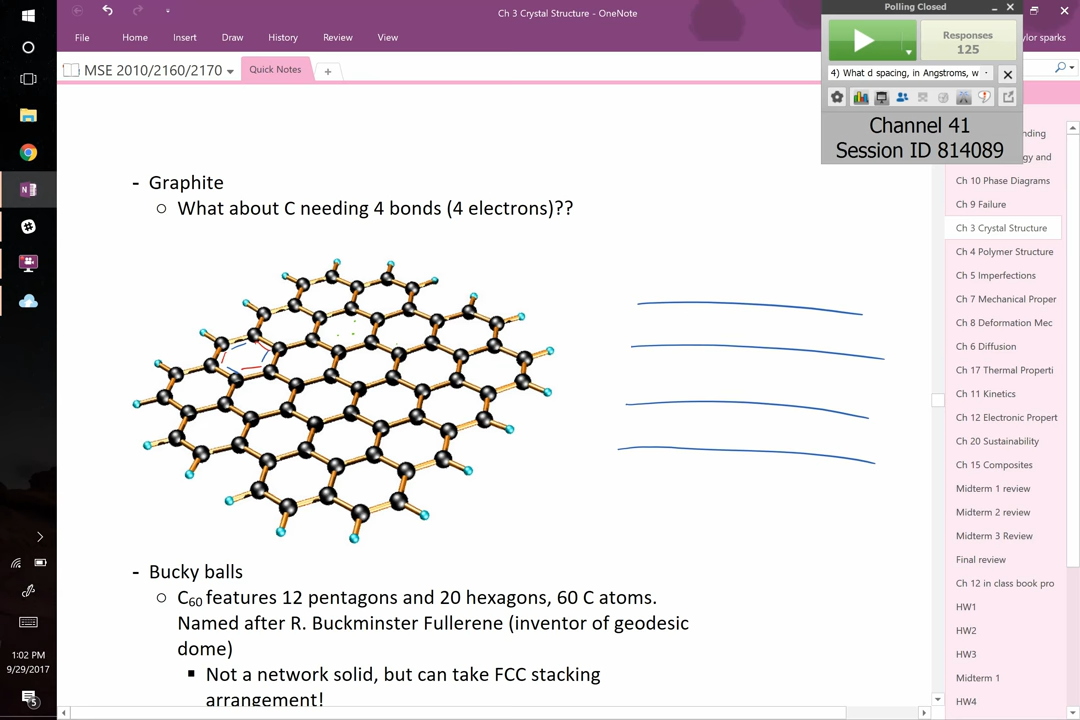 Ch 3 Crystal Structure - OneNote
Polling Closed
File Home Insert Draw History Review View
Responses
125
ylor sparks
MSE 2010/2160/2170
Quick Notes
4) What d spacing, in Angstroms, w
Channel 41
Session ID 814089
- Graphite
○ What about C needing 4 bonds (4 electrons)??
- Bucky balls
○ C60 features 12 pentagons and 20 hexagons, 60 C atoms.
Named after R. Buckminster Fullerene (inventor of geodesic
dome)
▪ Not a network solid, but can take FCC stacking
arrangement!
nding
gy and
Ch 10 Phase Diagrams
Ch 9 Failure
Ch 3 Crystal Structure
Ch 4 Polymer Structure
Ch 5 Imperfections
Ch 7 Mechanical Proper
Ch 8 Deformation Mec
Ch 6 Diffusion
Ch 17 Thermal Properti
Ch 11 Kinetics
Ch 12 Electronic Propert
Ch 20 Sustainability
Ch 15 Composites
Midterm 1 review
Midterm 2 review
Midterm 3 Review
Final review
Ch 12 in class book pro
HW1
HW2
HW3
Midterm 1
HW4
1:02 PM
9/29/2017
5